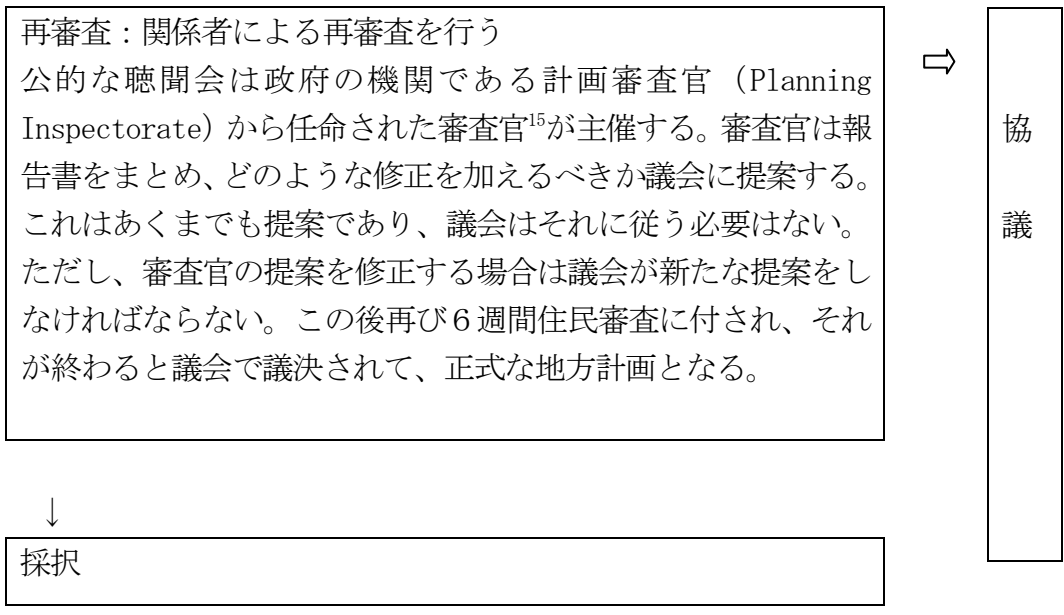 再審査：関係者による再審査を行う
公的な聴聞会は政府の機関である計画審査官（Planning
Inspectorate）から任命された審査官15が主催する。審査官は報
告書をまとめ、どのような修正を加えるべきか議会に提案する。
これはあくまでも提案であり、議会はそれに従う必要はない。
ただし、審査官の提案を修正する場合は議会が新たな提案をし
なければならない。この後再び６週間住民審査に付され、それ
が終わると議会で議決されて、正式な地方計画となる。
⇨
協
議
↓
採択